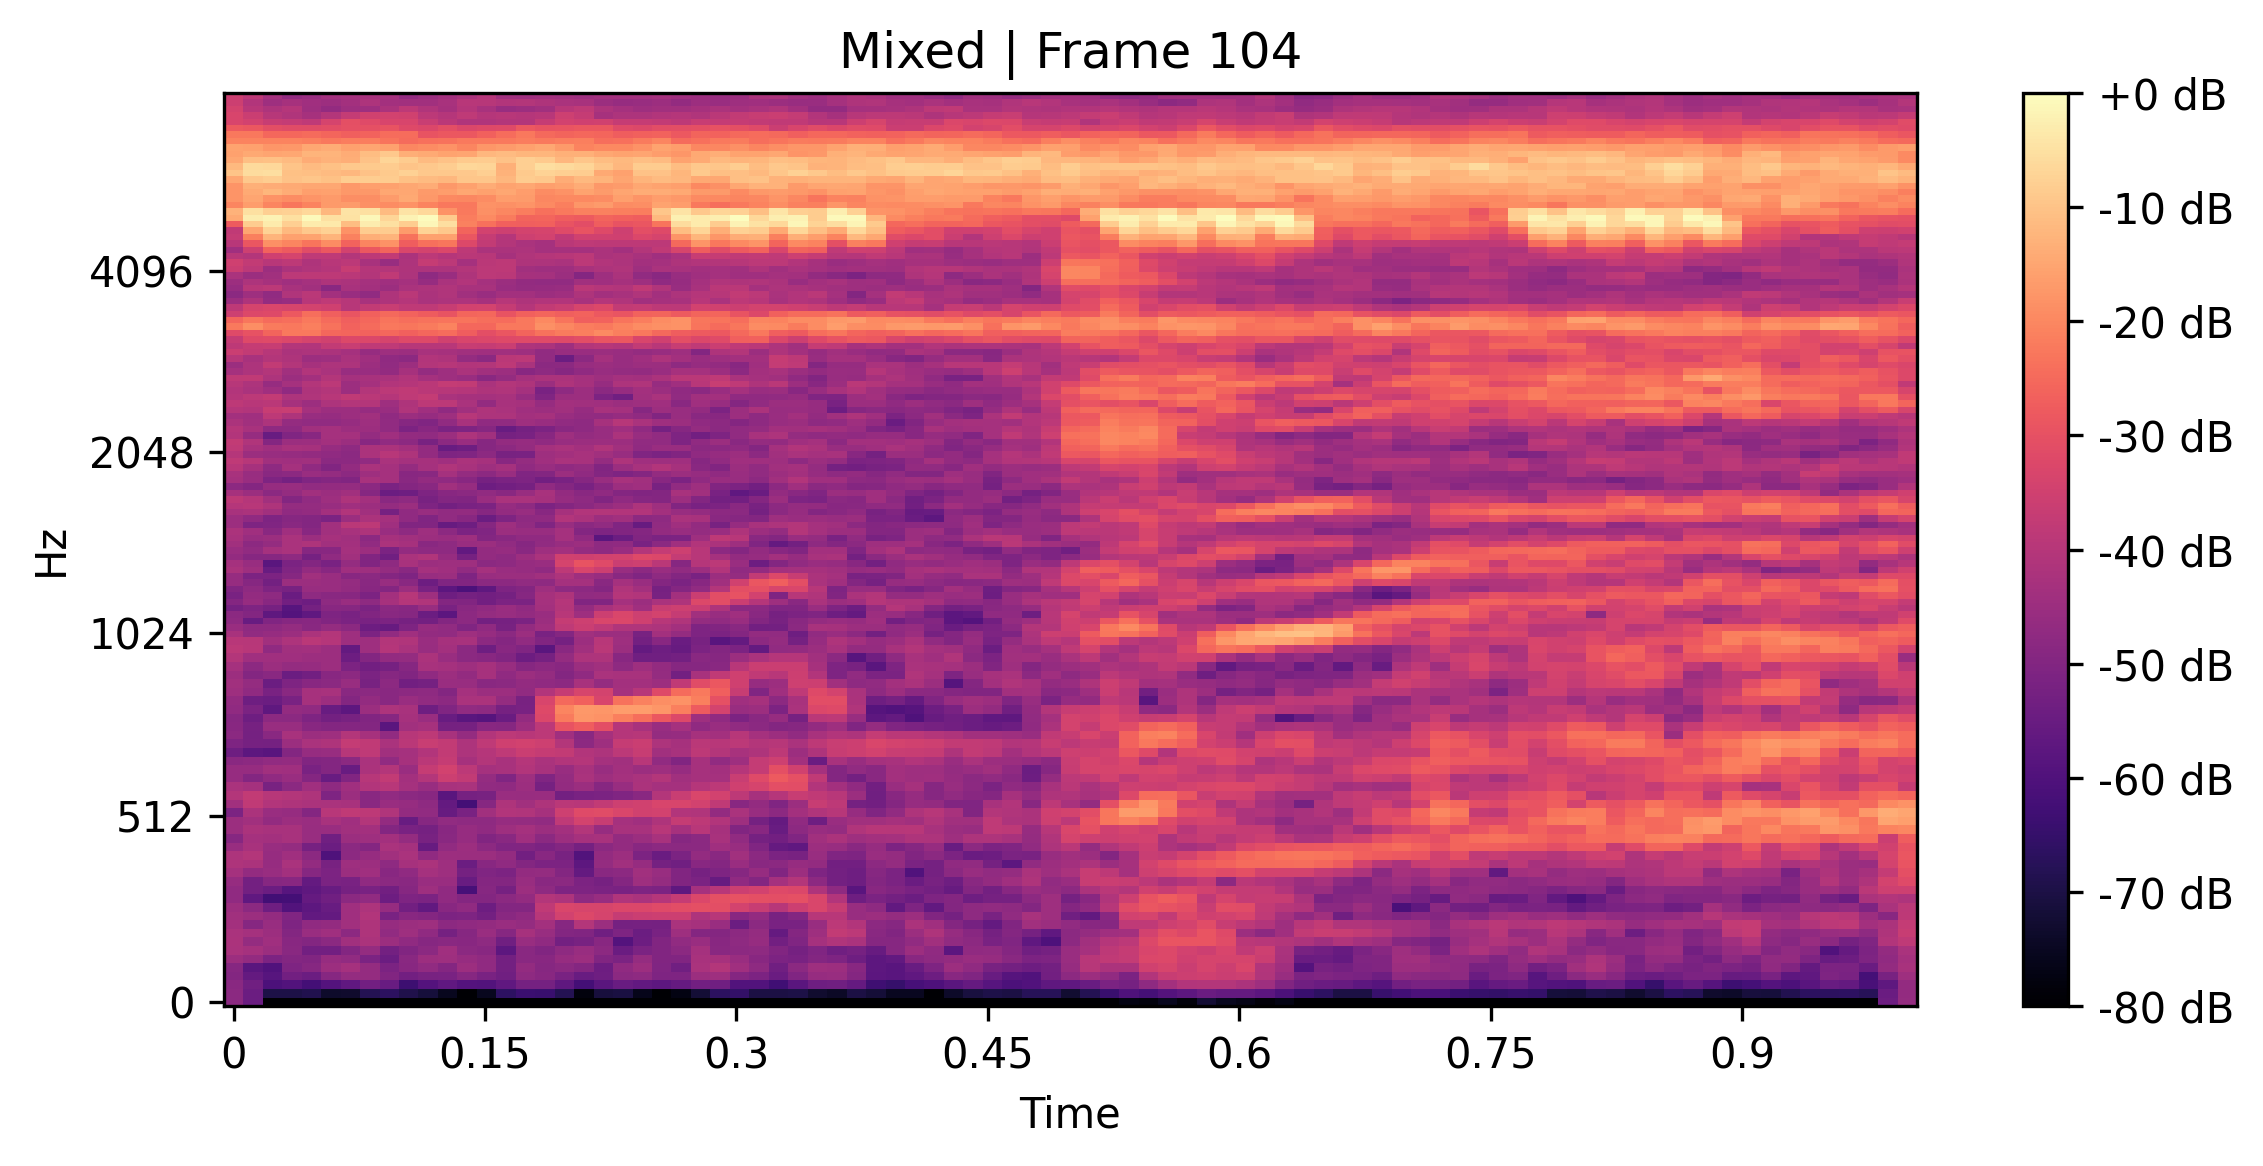 Mixed | Frame 104
Hz
4096
2048
1024
512
0
0 0.15 0.3 0.45 0.6 0.75 0.9
Time
+0 dB
-10 dB
-20 dB
-30 dB
-40 dB
-50 dB
-60 dB
-70 dB
-80 dB